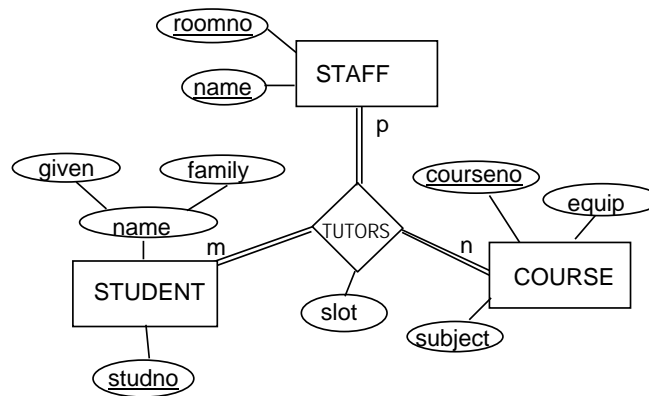 roomno
STAFF
name
p
given
family
courseno
equip
name
m
TUTORS
n
STUDENT
COURSE
slot
subject
studno